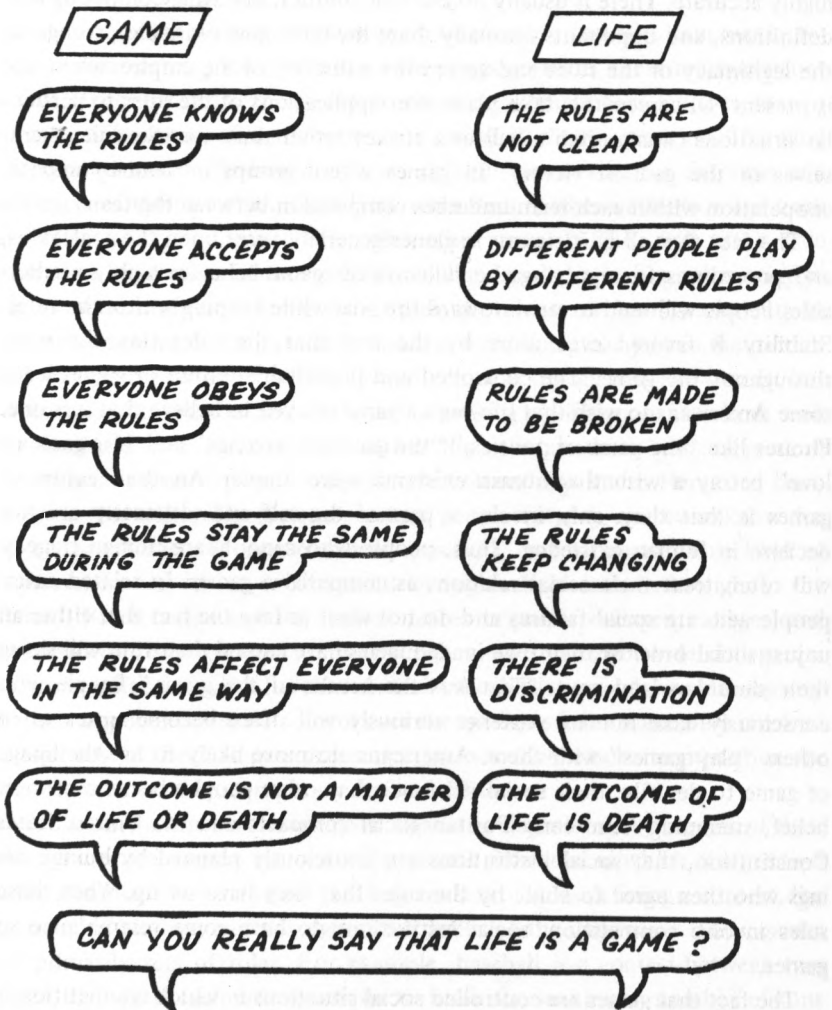 GAME
LIFE
EVERYONE KNOWS
THE RULES
THE RULES ARE
NOT CLEAR
EVERYONE ACCEPTS
THE RULES
DIFFERENT PEOPLE PLAY
BY DIFFERENT RULES
EVERYONE OBEYS
THE RULES
RULES ARE MADE
TO BE BROKEN
THE RULES STAY THE SAME
DURING THE GAME
THE RULES
KEEP CHANGING
THE RULES AFFECT EVERYONE
IN THE SAME WAY
THERE IS
DISCRIMINATION
THE OUTCOME IS NOT A MATTER
OF LIFE OR DEATH
THE OUTCOME OF
LIFE IS DEATH
CAN YOU REALLY SAY THAT LIFE IS A GAME?